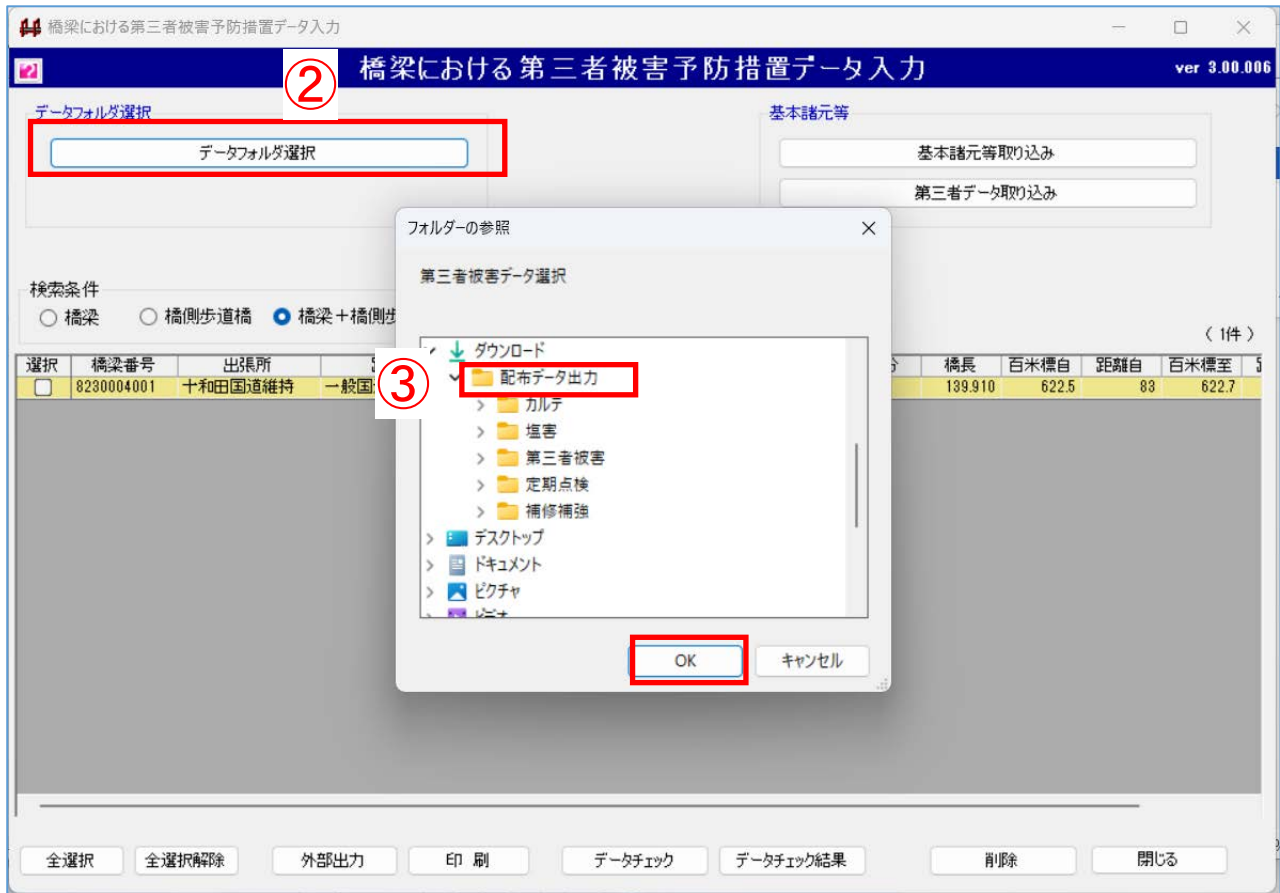 橋梁における第三者被害予防措置データ入力
橋梁における第三者被害予防措置データ入力 ver 3.00.006
②
データフォルダ選択 基本諸元等
データフォルダ選択 基本諸元等取り込み
第三者データ取り込み
フォルダーの参照
第三者被害データ選択
検索条件
橋梁 橋側歩道橋 橋梁+橋側歩
( 1件 )
選択 橋梁番号 出張所 橋長 百米標自 距離自 百米標至
8230004001 十和田国道維持 一般国 139.910 622.5 83 622.7
③
ダウンロード
配布データ出力
カルテ
塩害
第三者被害
定期点検
補修補強
デスクトップ
ドキュメント
ピクチャ
OK キャンセル
全選択 全選択解除 外部出力 印 刷 データチェック データチェック結果 削除 閉じる